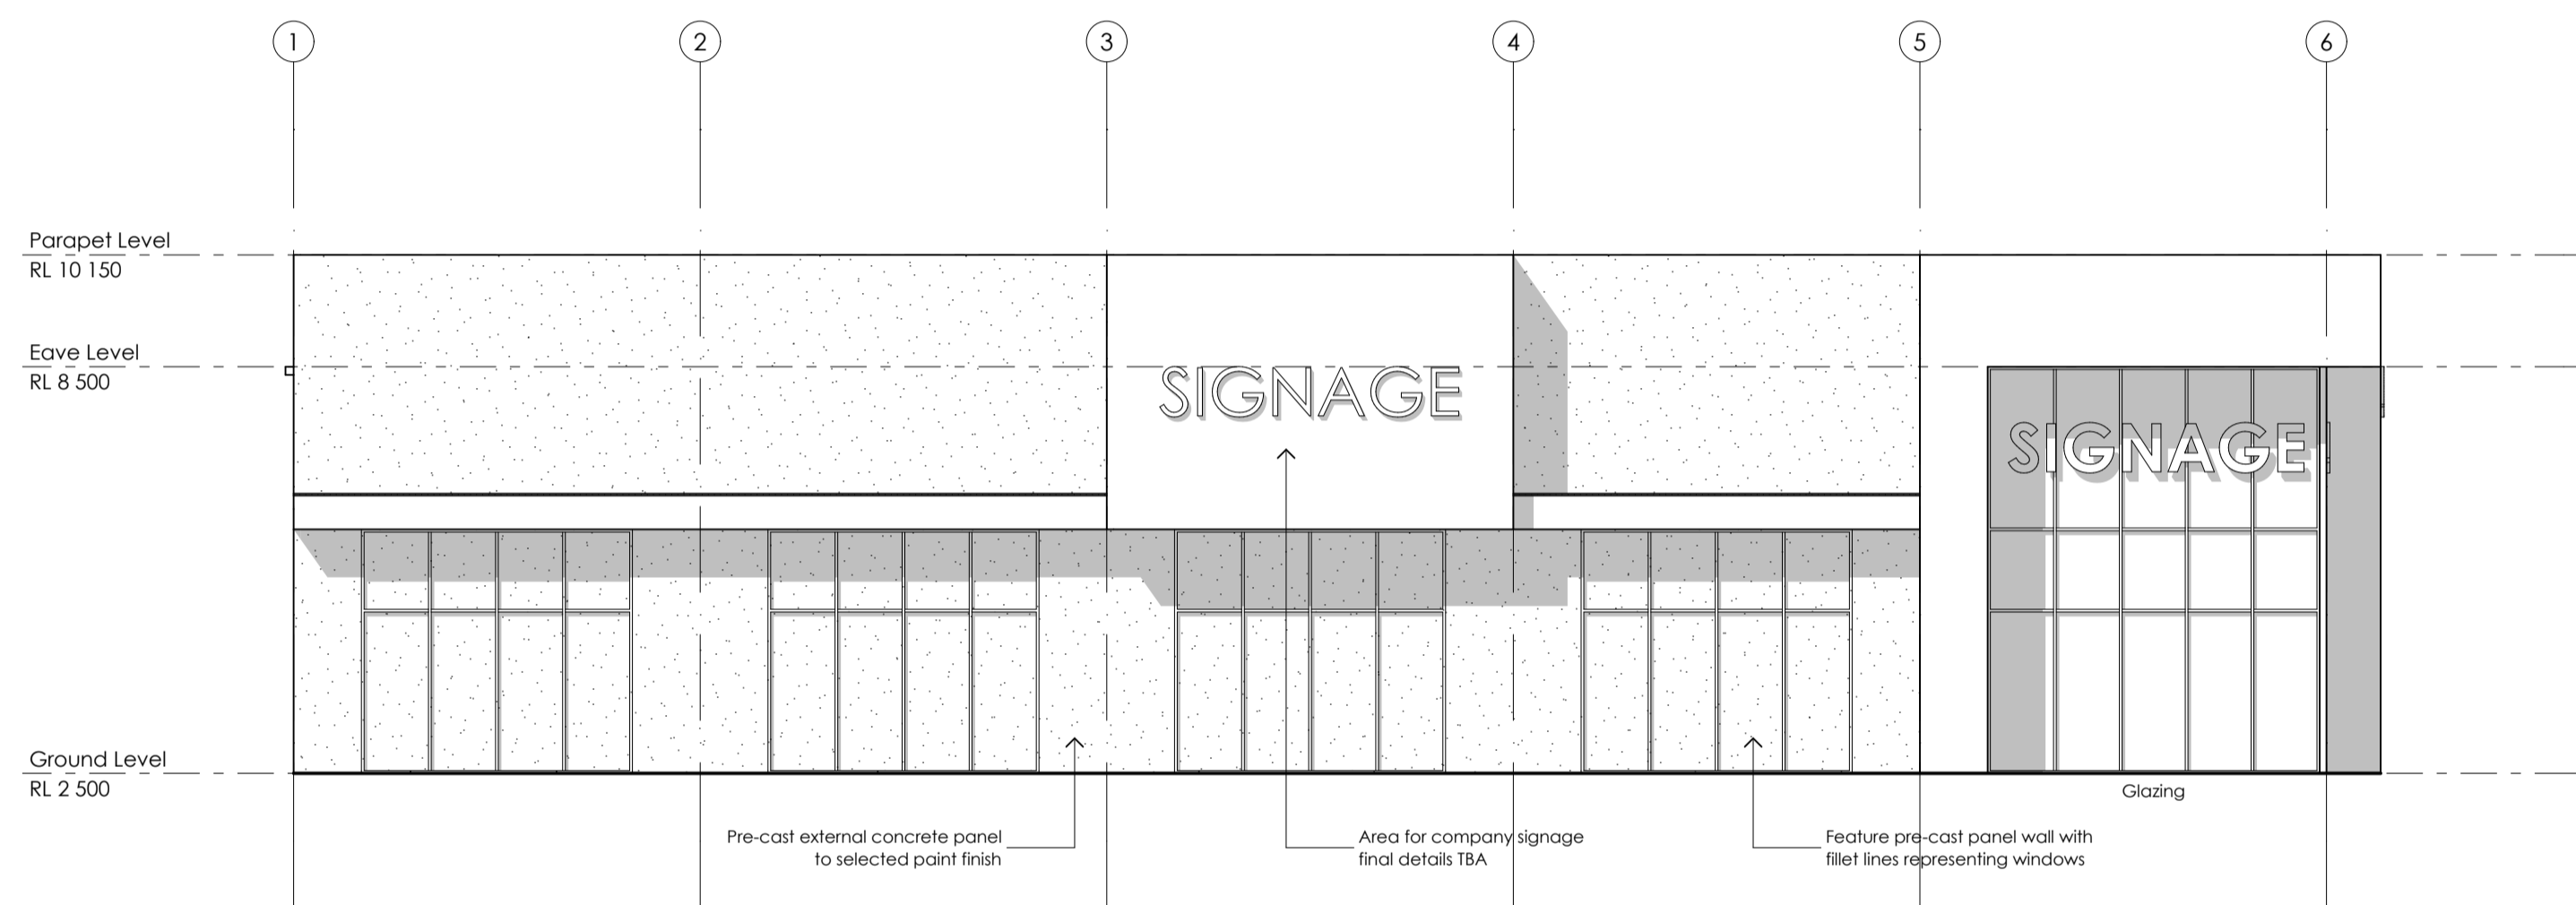 1 2 3 4 5 6
Parapet Level
RL 10 150
Eave Level
RL 8 500
SIGNAGE
SIGNAGE
Ground Level
RL 2 500
Glazing
Pre-cast external concrete panel
to selected paint finish
Area for company signage
final details TBA
Feature pre-cast panel wall with
fillet lines representing windows